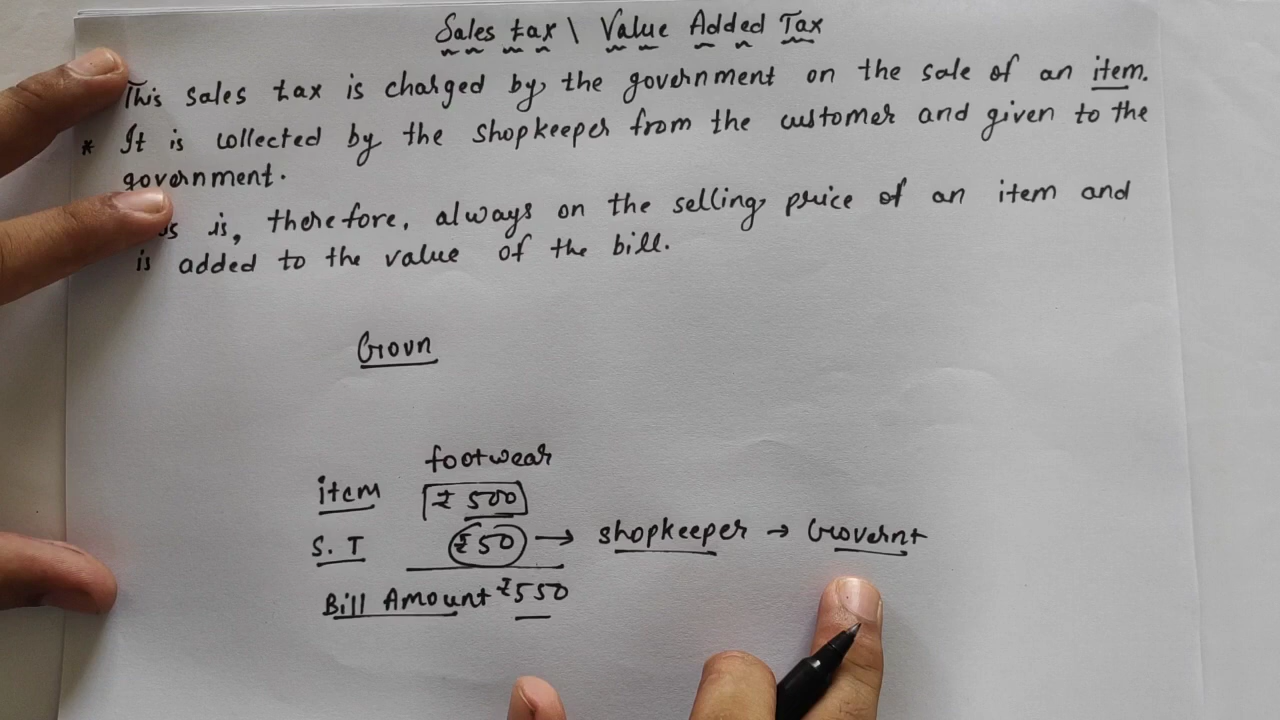 Sales tax \ Value Added Tax
This sales tax is charged by the government on the sale of an item.
* It is collected by the shopkeeper from the customer and given to the
government.
is, therefore, always on the selling price of an item and
is added to the value of the bill.
Govn
footwear
item ₹ 500
S.T ₹50 → shopkeeper → Governt
Bill Amount ₹550